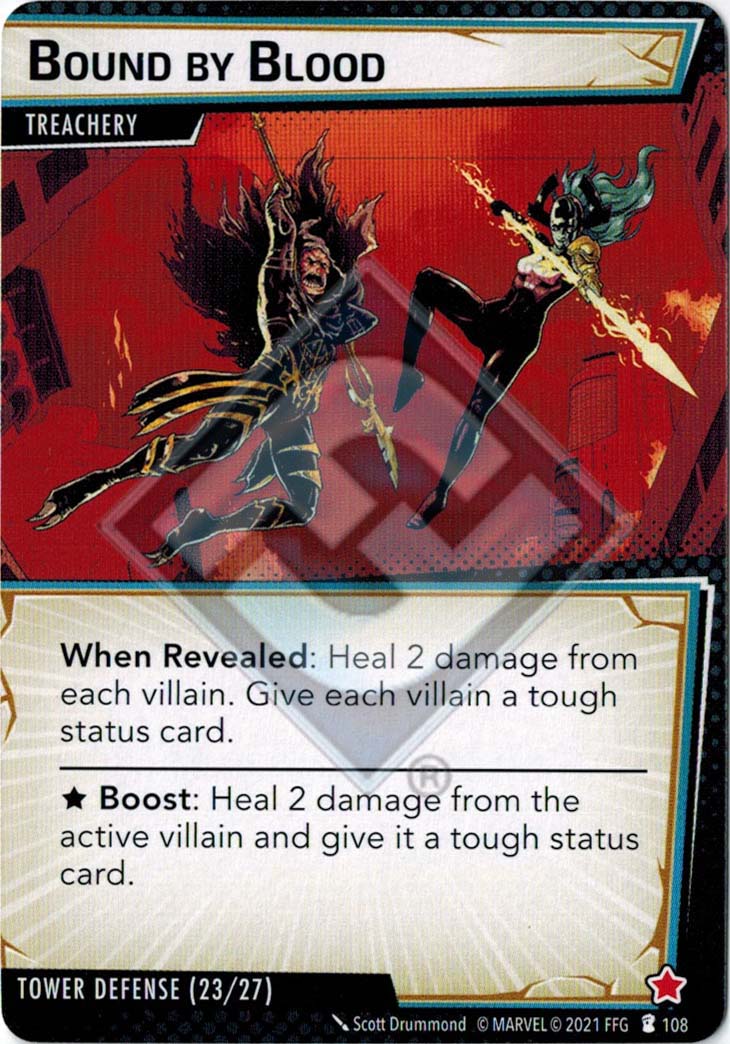 BOUND BY BLOOD
TREACHERY
When Revealed: Heal 2 damage from
each villain. Give each villain a tough
status card.
★ Boost: Heal 2 damage from the
active villain and give it a tough status
card.
TOWER DEFENSE (23/27)
Scott Drummond © MARVEL © 2021 FFG 108
®